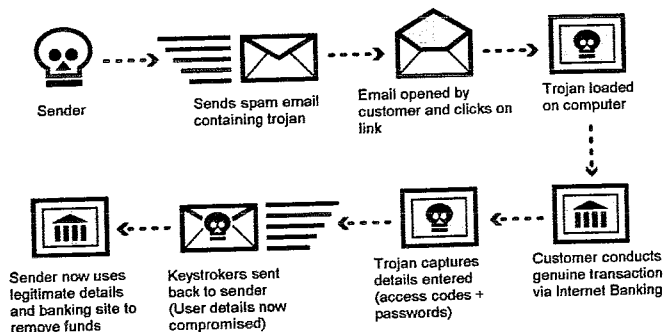 Sender
Sends spam email
containing trojan
Email opened by
customer and clicks on
link
Trojan loaded
on computer
Sender now uses
legitimate details
and banking site to
remove funds
Keystrokers sent
back to sender
(User details now
compromised)
Trojan captures
details entered
(access codes +
passwords)
Customer conducts
genuine transaction
via Internet Banking